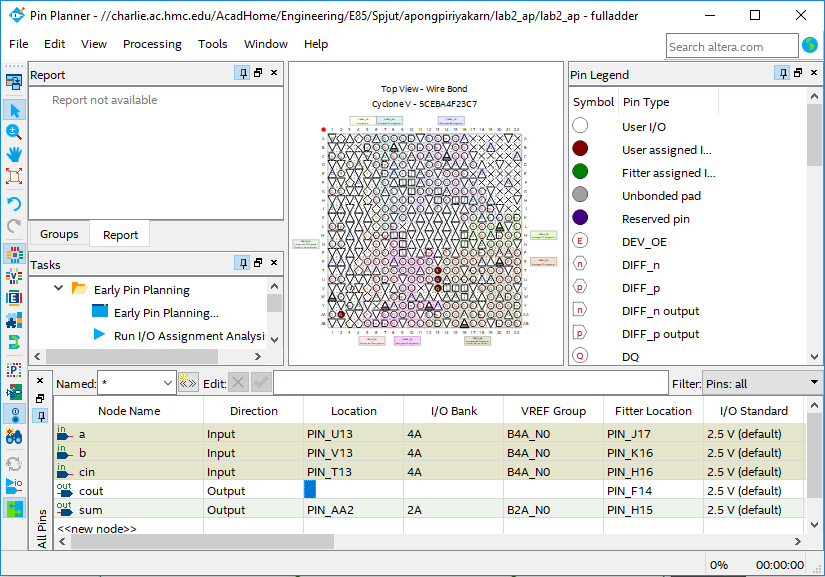 Pin Planner - //charlie.ac.hmc.edu/AcadHome/Engineering/E85/Spjut/apongpiriyakarn/lab2_ap/lab2_ap - fulladder
File Edit View Processing Tools Window Help
Search altera.com
Report
Report not available
Groups Report
Tasks
Early Pin Planning
Early Pin Planning...
Run I/O Assignment Analysi
Top View - Wire Bond
Cyclone V - 5CEBA4F23C7
Pin Legend
Symbol Pin Type
User I/O
User assigned I...
Fitter assigned I...
Unbonded pad
Reserved pin
E DEV_OE
n DIFF_n
p DIFF_p
n DIFF_n output
p DIFF_p output
Q DQ
Named: * Edit: Filter: Pins: all
Node Name Direction Location I/O Bank VREF Group Fitter Location I/O Standard
in a Input PIN_U13 4A B4A_N0 PIN_J17 2.5 V (default)
in b Input PIN_V13 4A B4A_N0 PIN_K16 2.5 V (default)
in cin Input PIN_T13 4A B4A_N0 PIN_H16 2.5 V (default)
out cout Output PIN_F14 2.5 V (default)
out sum Output PIN_AA2 2A B2A_N0 PIN_H15 2.5 V (default)
<<new node>>
All Pins
0% 00:00:00